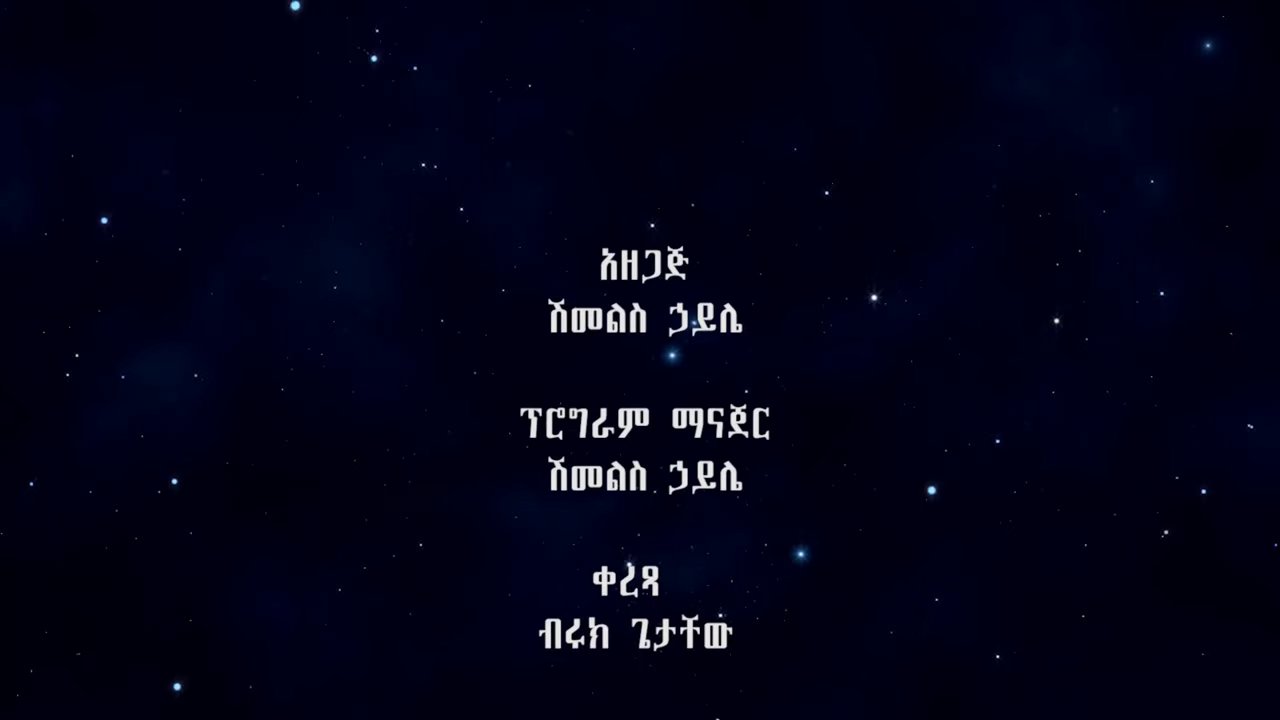 አዘጋጅ
ሽመልስ ኃይሌ
ፕሮግራም ማናጀር
ሽመልስ ኃይሌ
ቀረጻ
ብሩክ ጌታቸው